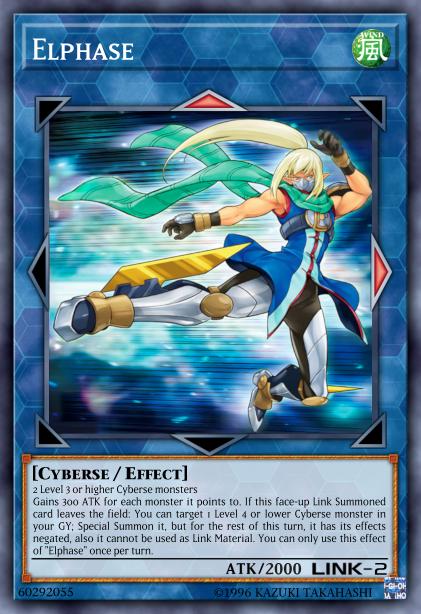 ELPHASE
WIND
風
[CYBERSE / EFFECT]
2 Level 3 or higher Cyberse monsters
Gains 300 ATK for each monster it points to. If this face-up Link Summoned
card leaves the field: You can target 1 Level 4 or lower Cyberse monster in
your GY; Special Summon it, but for the rest of this turn, it has its effects
negated, also it cannot be used as Link Material. You can only use this effect
of "Elphase" once per turn.
ATK/2000 LINK-2
60292055 ©1996 KAZUKI TAKAHASHI